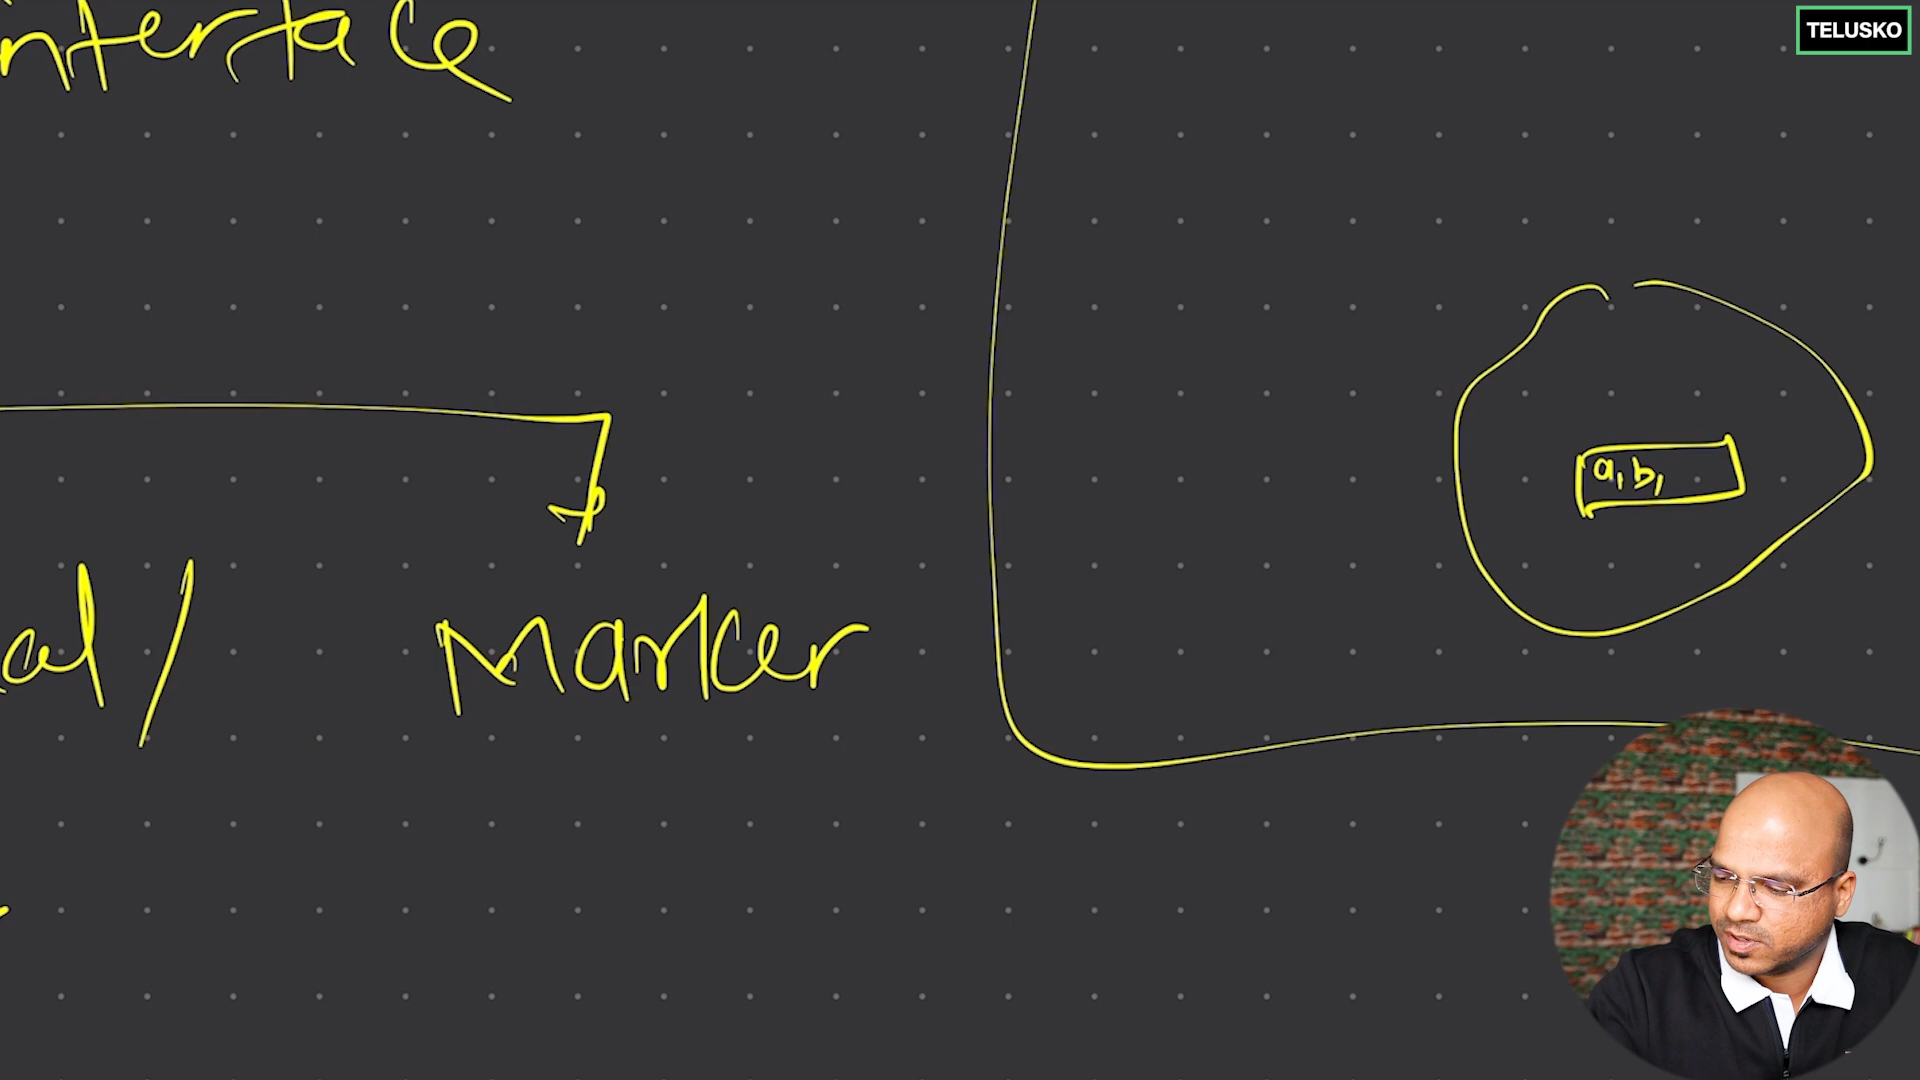 nterface
TELUSKO
a, b,
al/ Marker